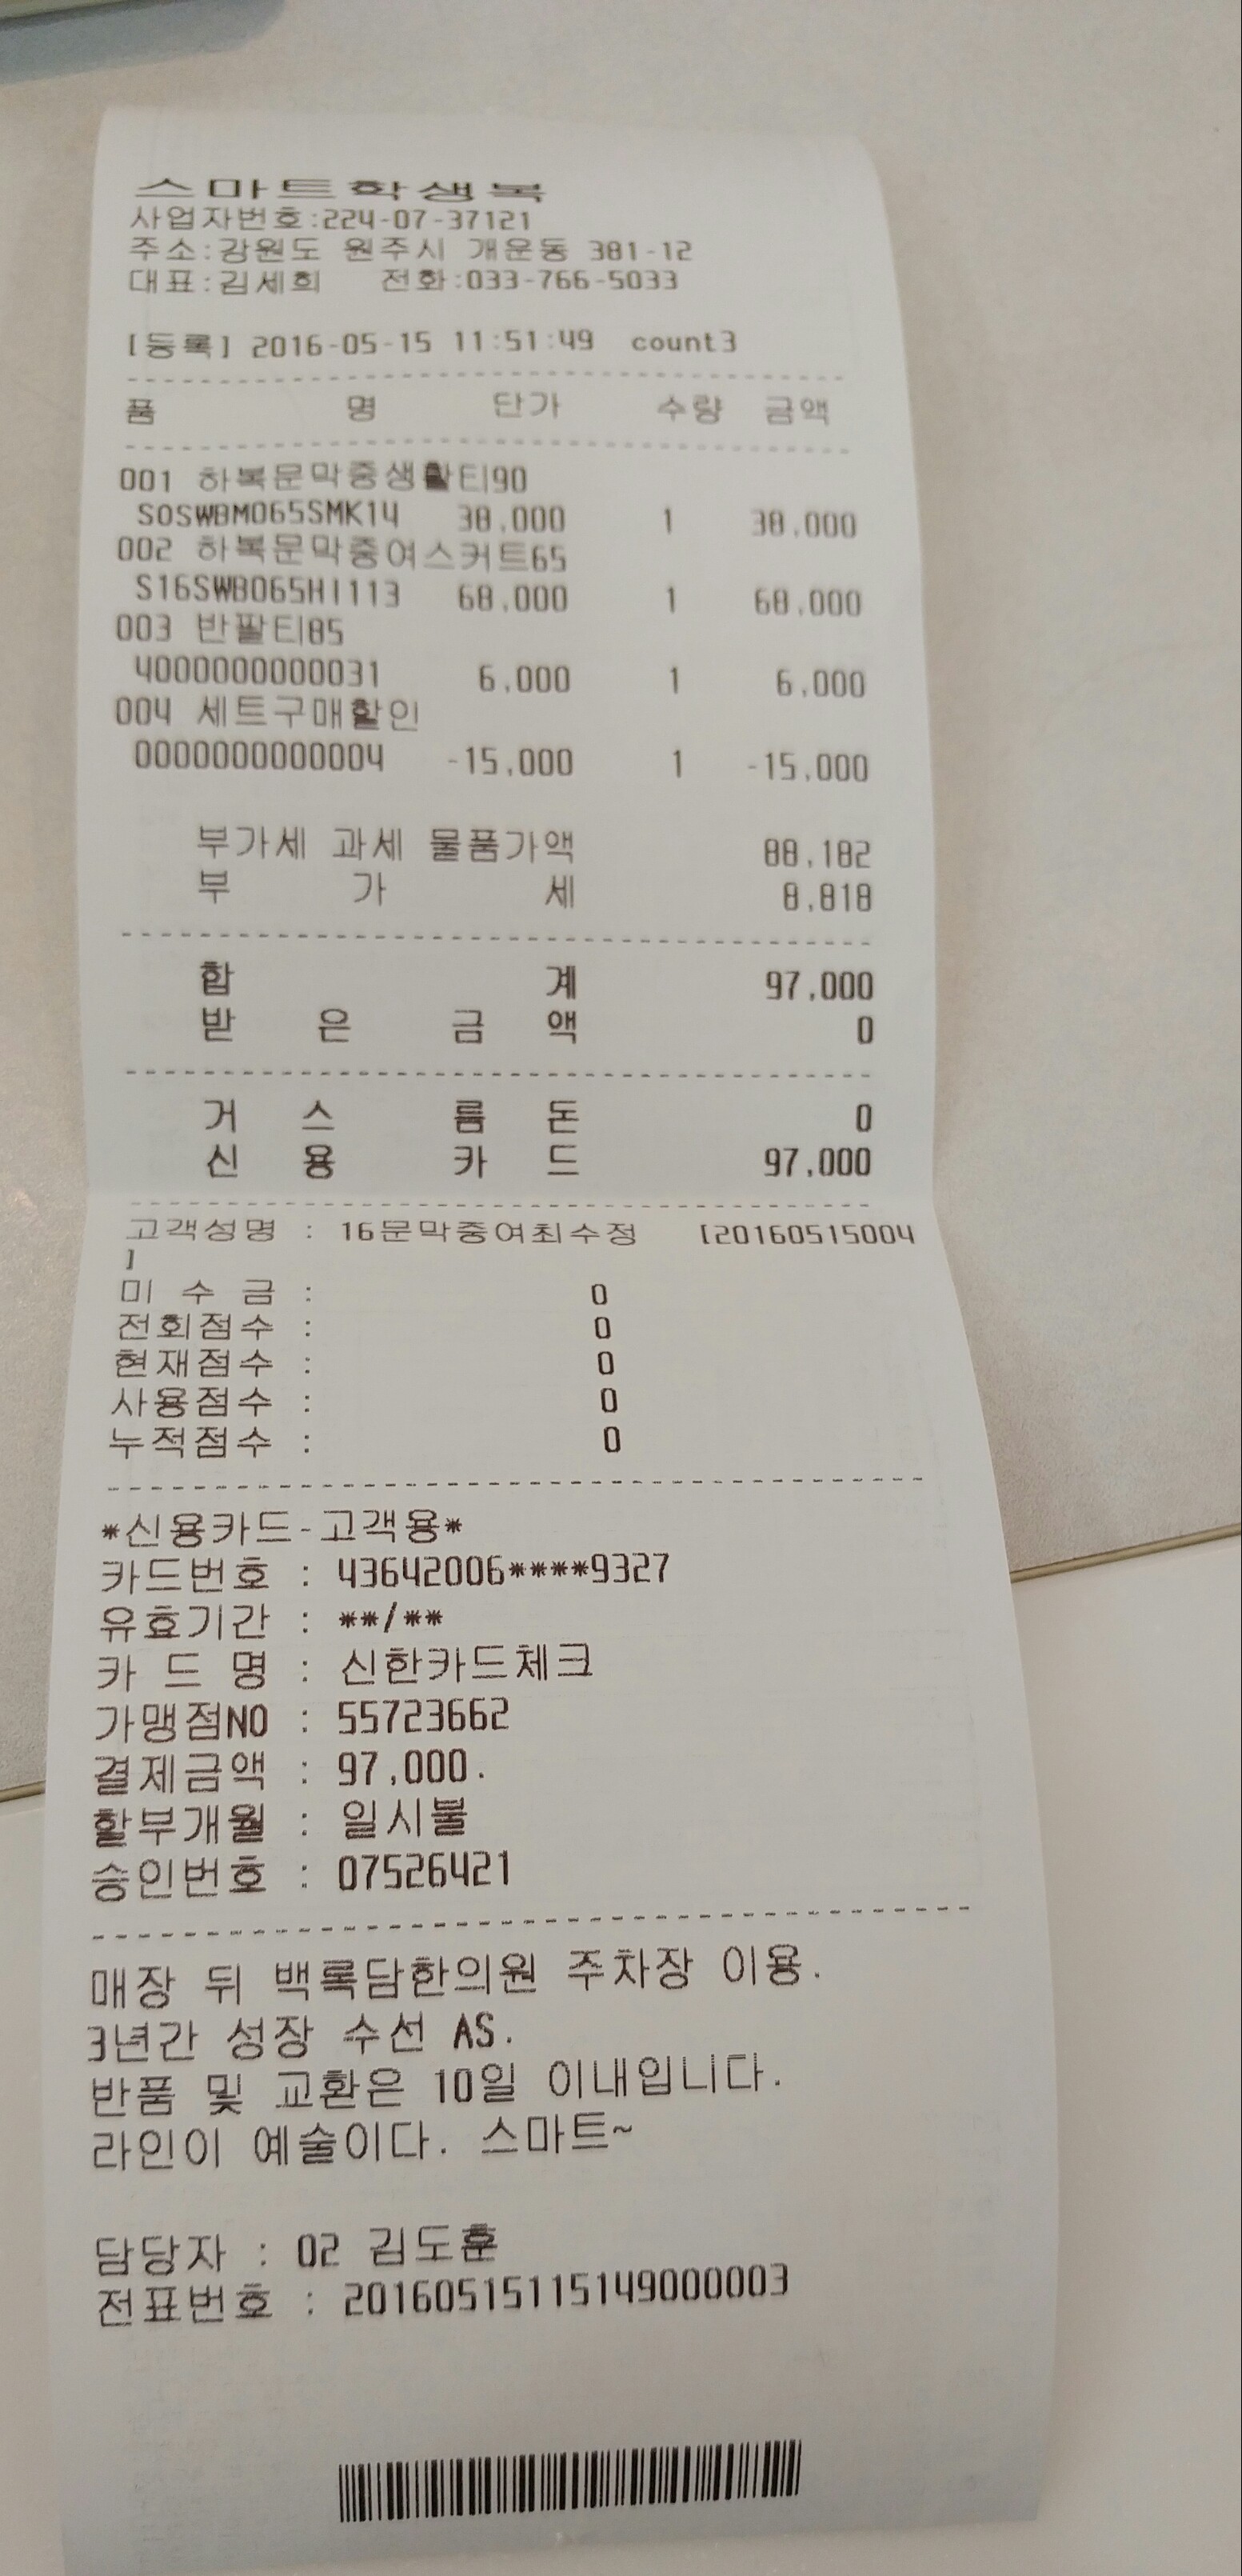 스마트학생복
사업자번호:224-07-37121
주소:강원도 원주시 개운동 381-12
대표:김세희 전화:033-766-5033
[등록] 2016-05-15 11:51:49 count3
품 명 단가 수량 금액
001 하복문막중생활티90
SOSWBM065SMK14 38,000 1 38,000
002 하복문막중여스커트65
S16SWB065HI113 68,000 1 68,000
003 반팔티85
4000000000031 6,000 1 6,000
004 세트구매할인
0000000000004 -15,000 1 -15,000
부가세 과세 물품가액 88,182
부 가 세 8,818
합 계 97,000
받 은 금 액 0
거 스 름 돈 0
신 용 카 드 97,000
고객성명 : 16문막중여최수정 [20160515004
]
미 수 금 : 0
전회점수 : 0
현재점수 : 0
사용점수 : 0
누적점수 : 0
*신용카드-고객용*
카드번호 : 43642006****9327
유효기간 : **/**
카 드 명 : 신한카드체크
가맹점NO : 55723662
결제금액 : 97,000.
할부개월 : 일시불
승인번호 : 07526421
매장 뒤 백록담한의원 주차장 이용.
3년간 성장 수선 AS.
반품 및 교환은 10일 이내입니다.
라인이 예술이다. 스마트~
담당자 : 02 김도훈
전표번호 : 20160515115149000003